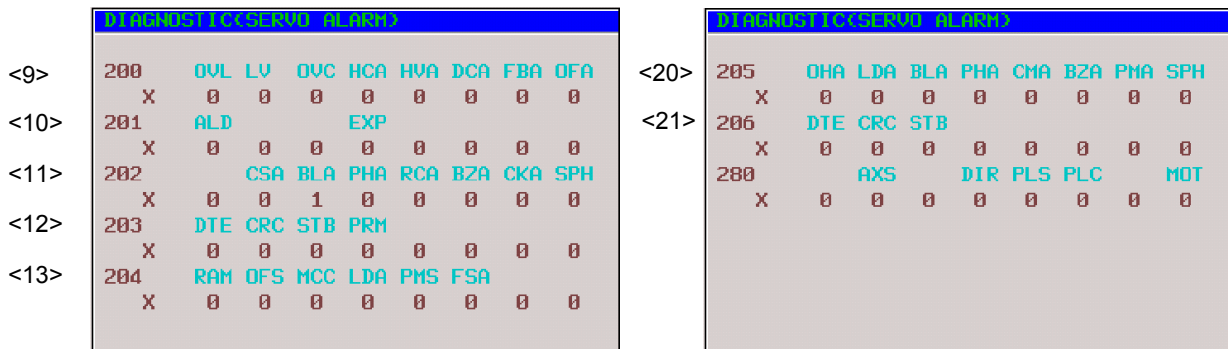 DIAGNOSTIC(SERVO ALARM)
<9> 200 OVL LV OVC HCA HVA DCA FBA OFA
X 0 0 0 0 0 0 0 0
<10> 201 ALD EXP
X 0 0 0 0 0 0 0 0
<11> 202 CSA BLA PHA RCA BZA CKA SPH
X 0 0 1 0 0 0 0 0
<12> 203 DTE CRC STB PRM
X 0 0 0 0 0 0 0 0
<13> 204 RAM OFS MCC LDA PMS FSA
X 0 0 0 0 0 0 0 0
DIAGNOSTIC(SERVO ALARM)
<20> 205 OHA LDA BLA PHA CMA BZA PMA SPH
X 0 0 0 0 0 0 0 0
<21> 206 DTE CRC STB
X 0 0 0 0 0 0 0 0
280 AXS DIR PLS PLC MOT
X 0 0 0 0 0 0 0 0